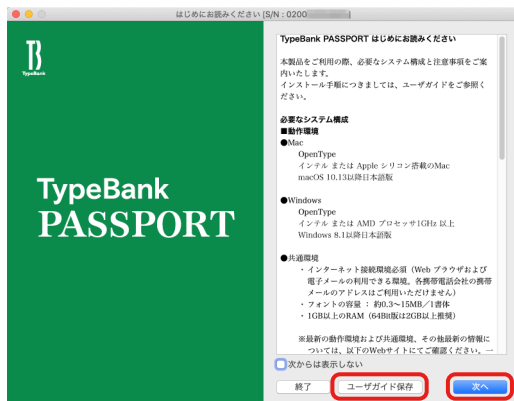 はじめにお読みください [S/N : 0200
TB
TypeBank
TypeBank
PASSPORT
TypeBank PASSPORT はじめにお読みください
本製品をご利用の際、必要なシステム構成と注意事項をご案
内いたします。
インストール手順につきましては、ユーザガイドをご参照く
ださい。
必要なシステム構成
■動作環境
●Mac
OpenType
インテル または Apple シリコン搭載のMac
macOS 10.13以降日本語版
●Windows
OpenType
インテル または AMD プロセッサ1GHz 以上
Windows 8.1以降日本語版
●共通環境
・インターネット接続環境必須（Web ブラウザおよび
電子メールの利用できる環境。各携帯電話会社の携帯
メールのアドレスはご利用いただけません）
・フォントの容量 ： 約0.3～15MB／1書体
・1GB以上のRAM（64Bit版は2GB以上推奨）
※最新の動作環境および共通環境、その他最新の情報に
ついては、以下のWebサイトにてご確認ください。一
次からは表示しない
終了
ユーザガイド保存
次へ